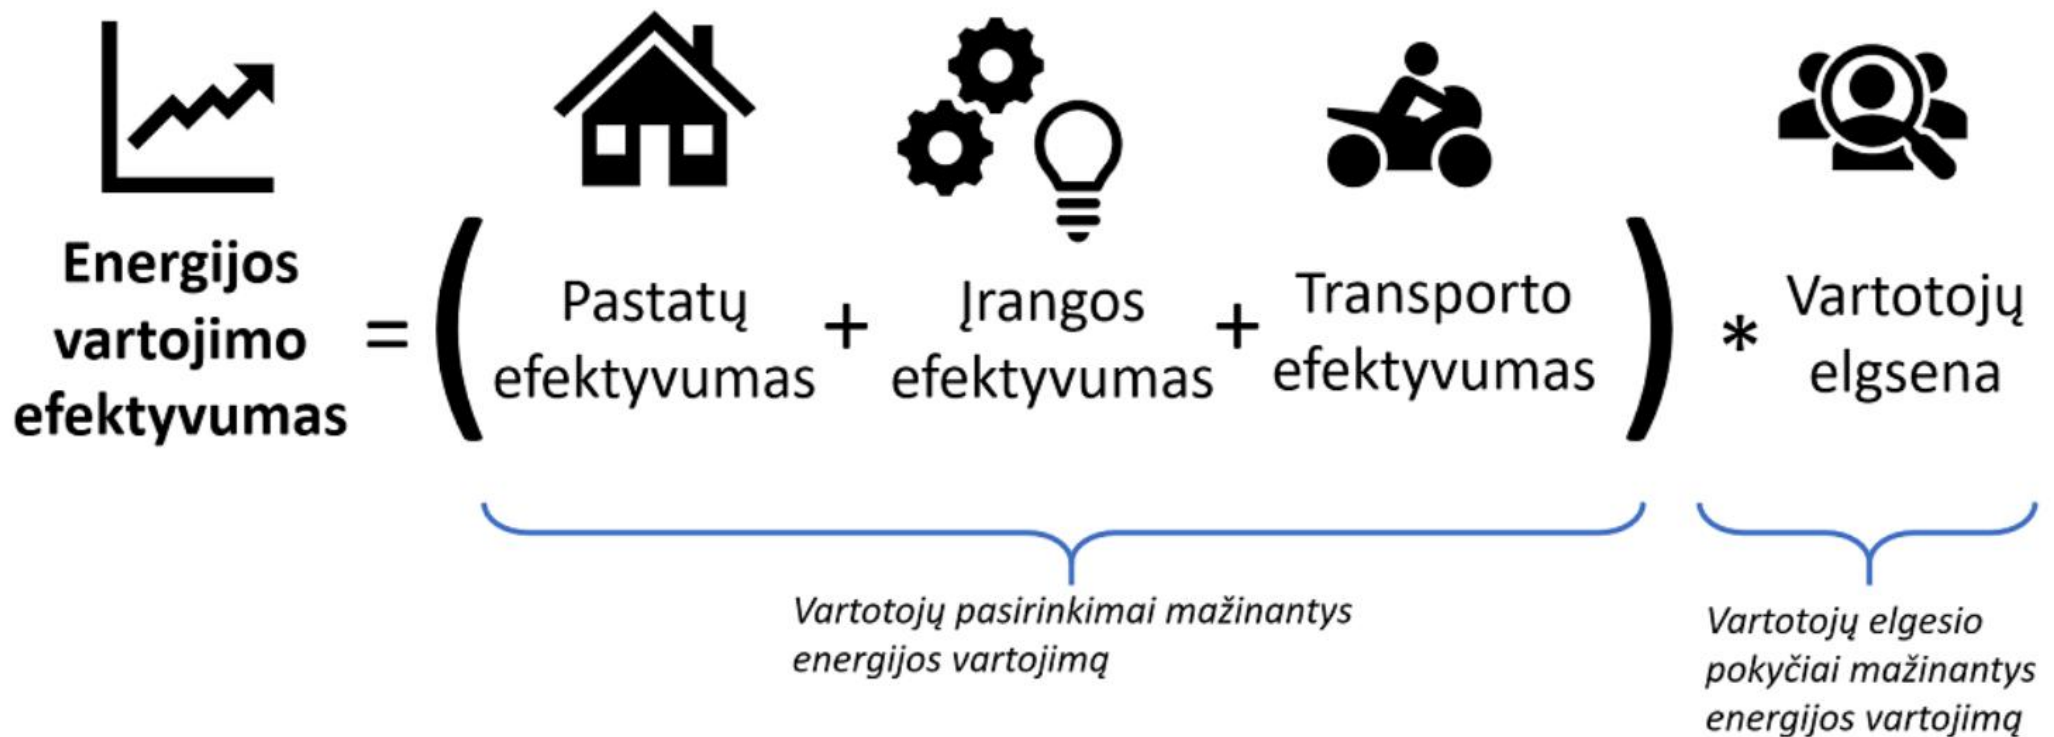 Energijos
vartojimo
efektyvumas
=
(
Pastatų
efektyvumas
+
Įrangos
efektyvumas
+
Transporto
efektyvumas
)
*
Vartotojų
elgsena
Vartotojų pasirinkimai mažinantys
energijos vartojimą
Vartotojų elgesio
pokyčiai mažinantys
energijos vartojimą